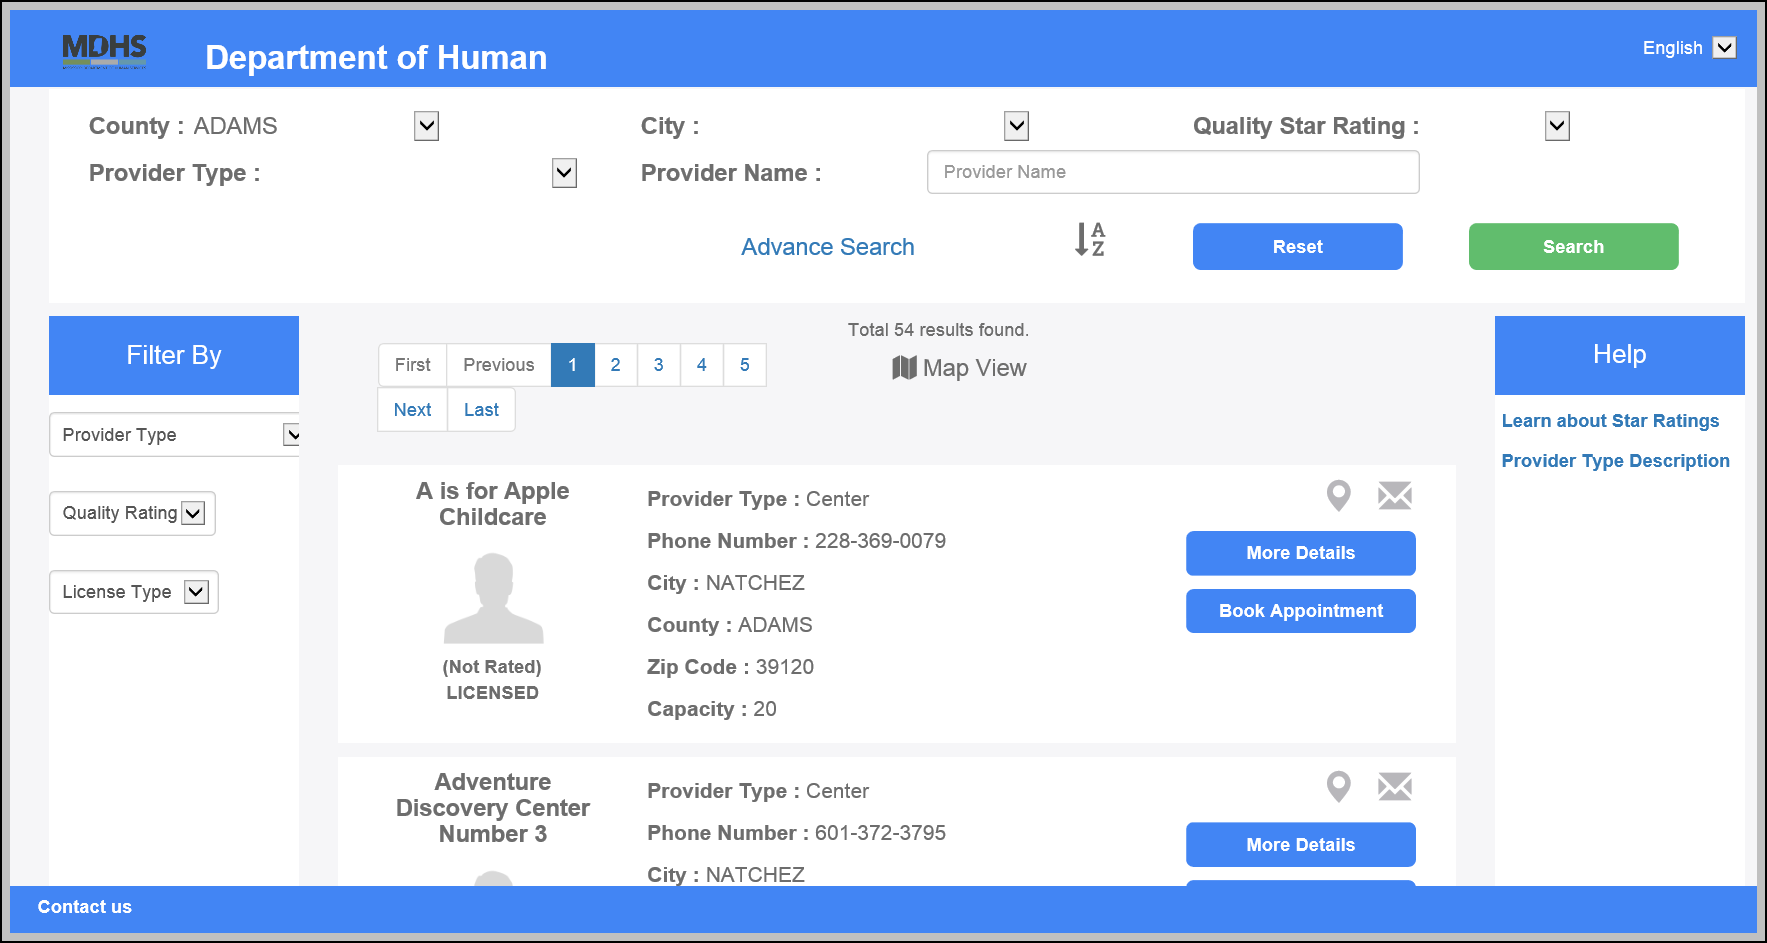 MDHS
Department of Human
English
County : ADAMS
City :
Quality Star Rating :
Provider Type :
Provider Name :
Provider Name
Advance Search
A
Z
Reset
Search
Filter By
Provider Type
Quality Rating
License Type
Total 54 results found.
First Previous 1 2 3 4 5
Next Last
Map View
A is for Apple
Childcare
(Not Rated)
LICENSED
Provider Type : Center
Phone Number : 228-369-0079
City : NATCHEZ
County : ADAMS
Zip Code : 39120
Capacity : 20
More Details
Book Appointment
Adventure
Discovery Center
Number 3
Provider Type : Center
Phone Number : 601-372-3795
City : NATCHEZ
More Details
Help
Learn about Star Ratings
Provider Type Description
Contact us